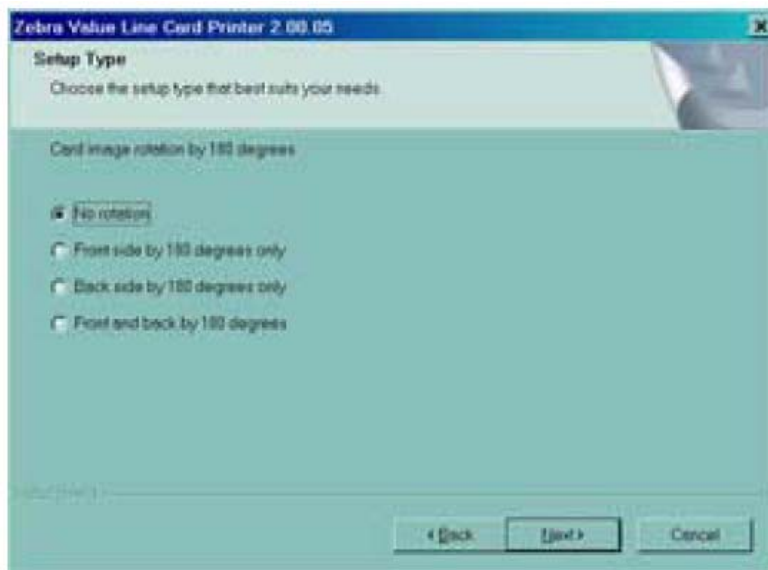 Zebra Value Line Card Printer 2.00.05
Setup Type
Choose the setup type that best suits your needs.
Card image rotation by 180 degrees
No rotation
Front side by 180 degrees only
Back side by 180 degrees only
Front and back by 180 degrees
< Back Next > Cancel